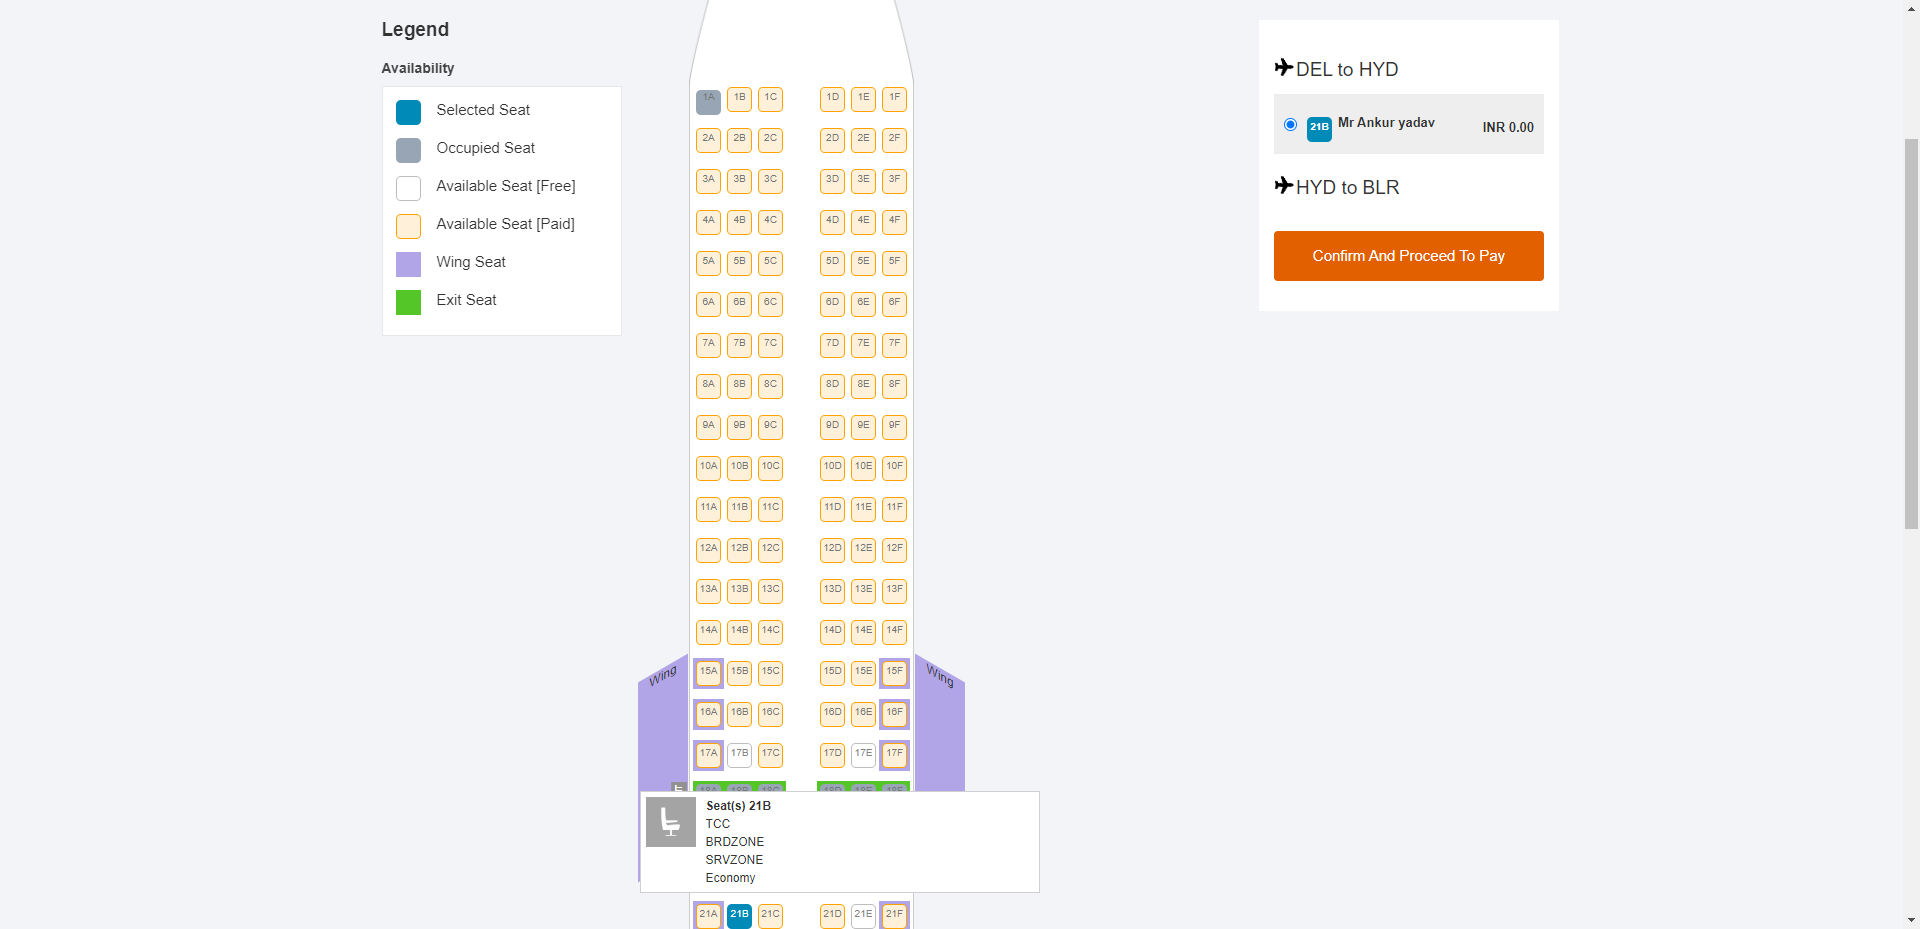 Legend
Availability
Selected Seat
Occupied Seat
Available Seat [Free]
Available Seat [Paid]
Wing Seat
Exit Seat
1A 1B 1C 1D 1E 1F
2A 2B 2C 2D 2E 2F
3A 3B 3C 3D 3E 3F
4A 4B 4C 4D 4E 4F
5A 5B 5C 5D 5E 5F
6A 6B 6C 6D 6E 6F
7A 7B 7C 7D 7E 7F
8A 8B 8C 8D 8E 8F
9A 9B 9C 9D 9E 9F
10A 10B 10C 10D 10E 10F
11A 11B 11C 11D 11E 11F
12A 12B 12C 12D 12E 12F
13A 13B 13C 13D 13E 13F
14A 14B 14C 14D 14E 14F
Wing 15A 15B 15C 15D 15E 15F Wing
16A 16B 16C 16D 16E 16F
17A 17B 17C 17D 17E 17F
18A 18B 18C 18D 18E 18F
Seat(s) 21B
TCC
BRDZONE
SRVZONE
Economy
21A 21B 21C 21D 21E 21F
DEL to HYD
21B Mr Ankur yadav INR 0.00
HYD to BLR
Confirm And Proceed To Pay